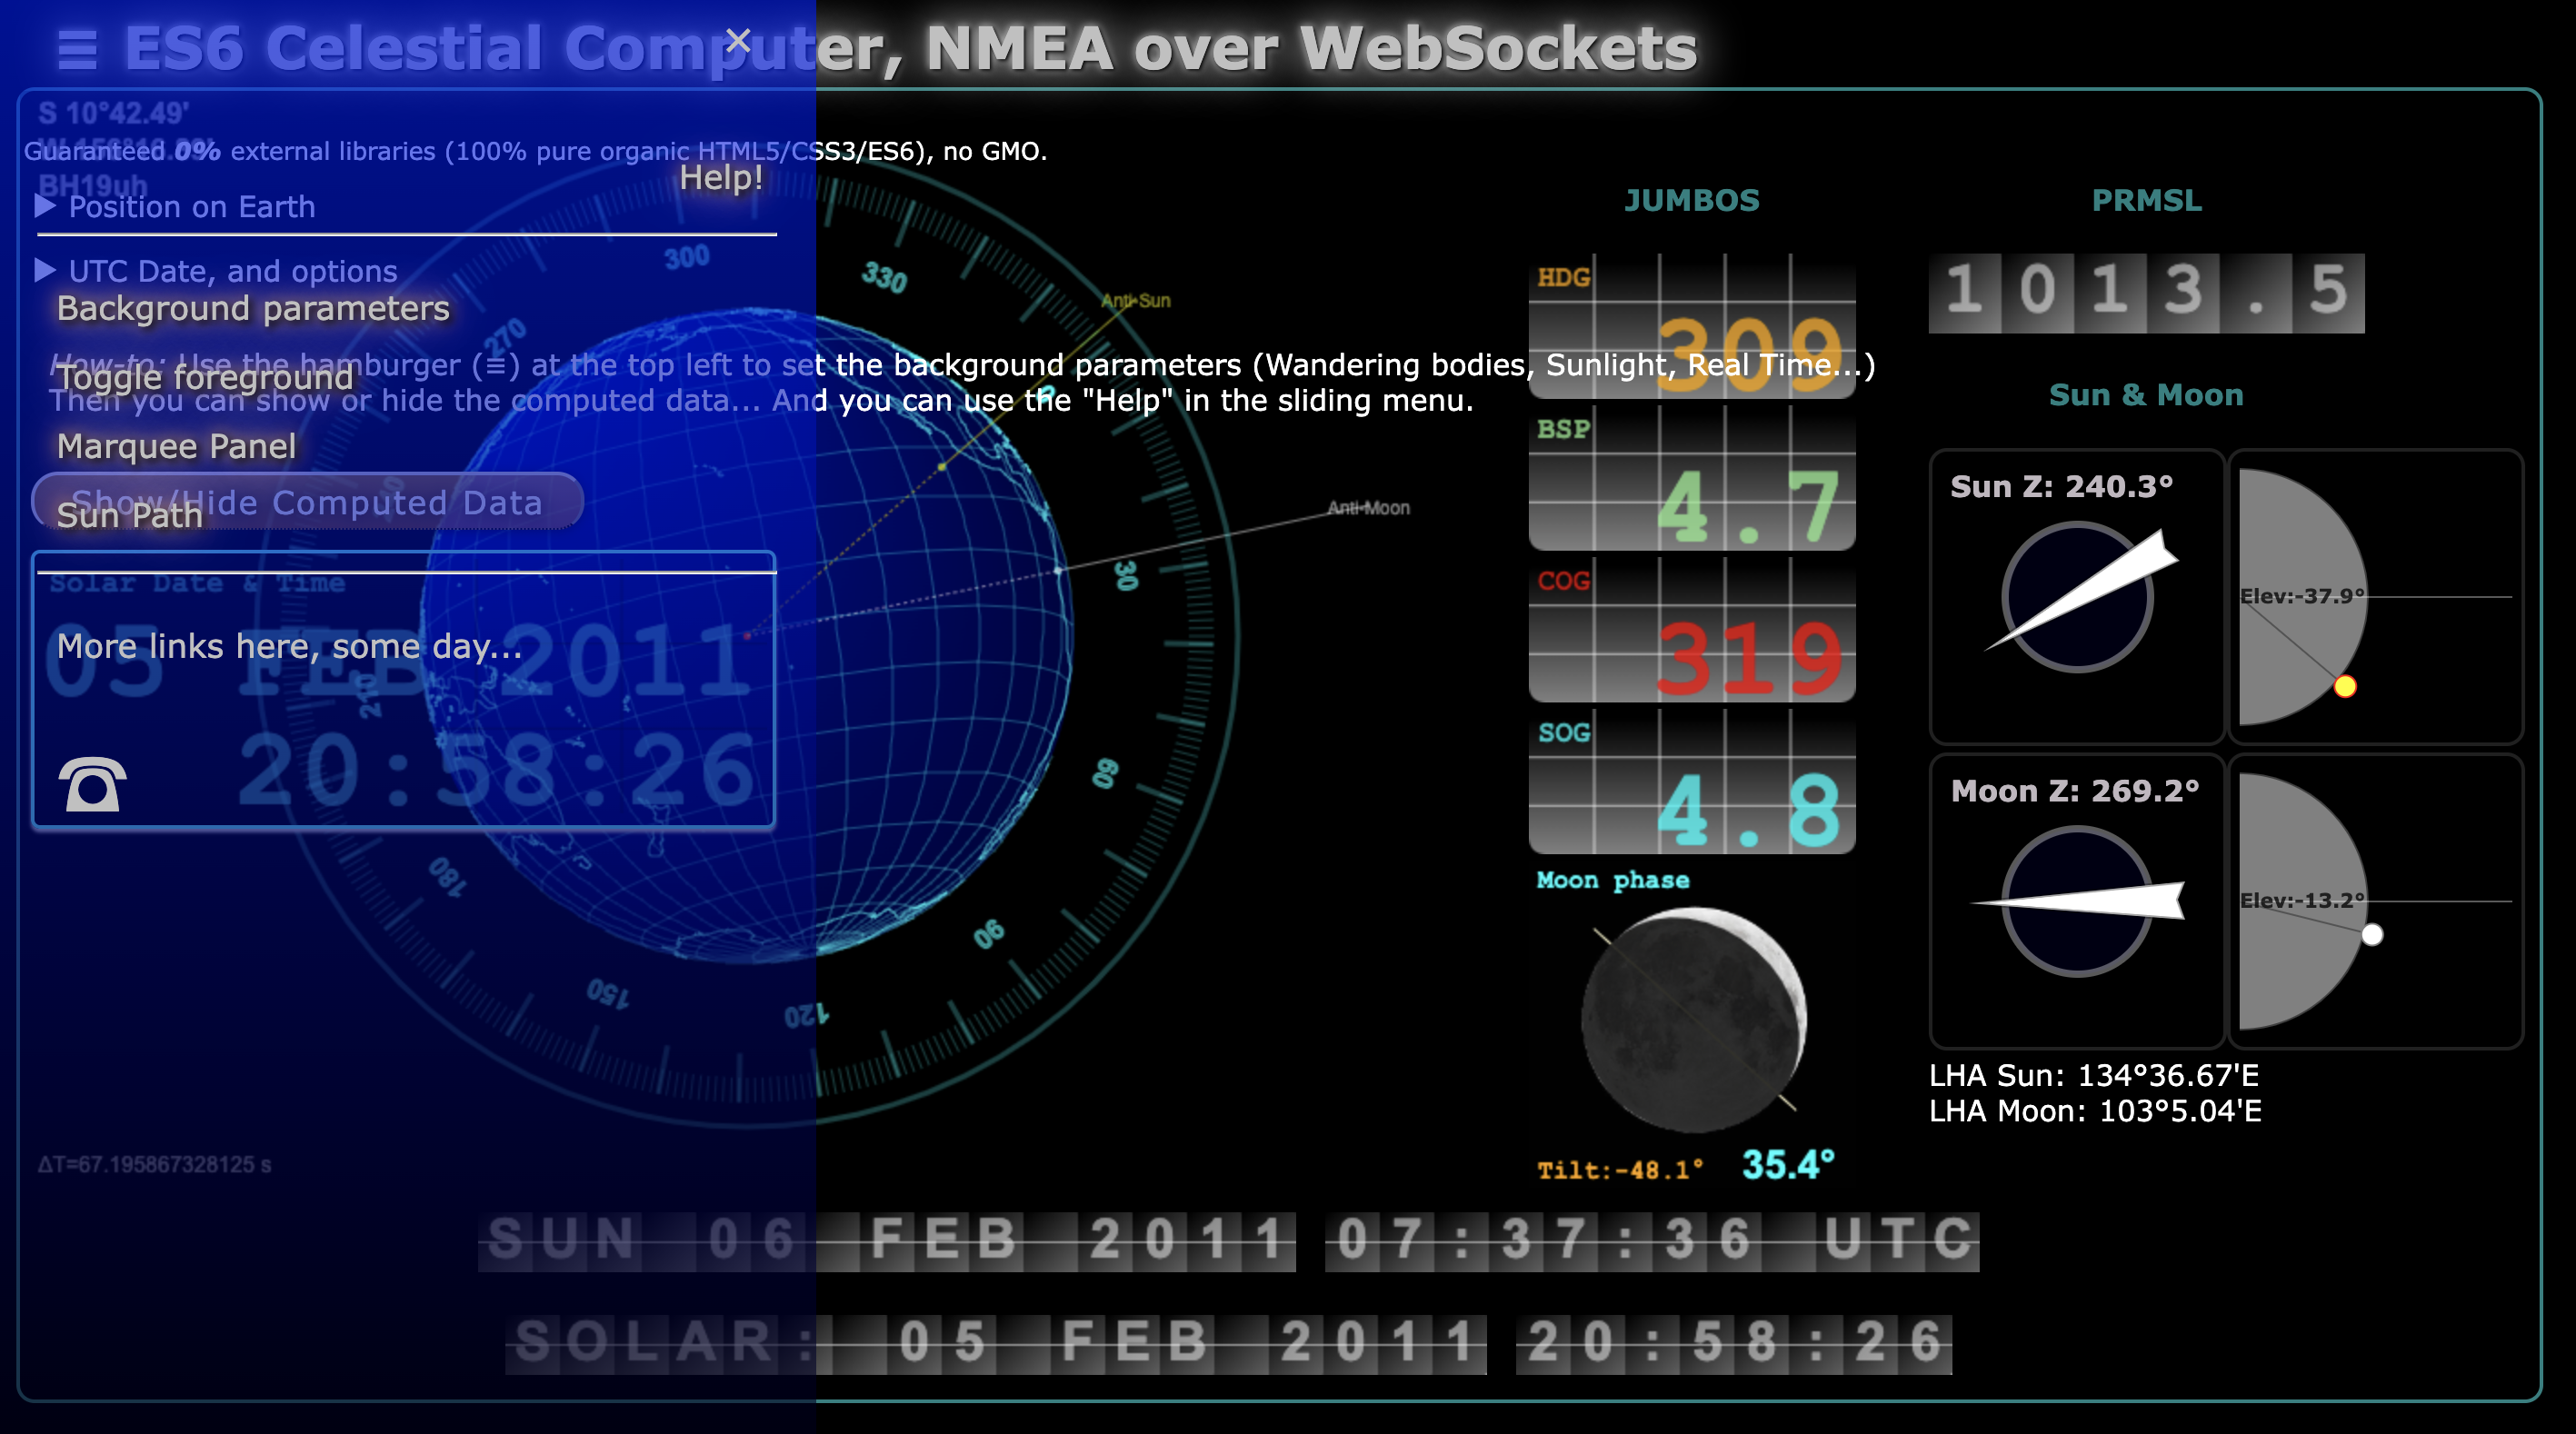 ≡ ES6 Celestial Computer, NMEA over WebSockets
×
S 10°42.49'
Guaranteed 0% external libraries (100% pure organic HTML5/CSS3/ES6), no GMO.
Help!
BH19uh
▶ Position on Earth
▶ UTC Date, and options
Background parameters
How-to: Use the hamburger (≡) at the top left to set the background parameters (Wandering bodies, Sunlight, Real Time...)
Toggle foreground
Then you can show or hide the computed data... And you can use the "Help" in the sliding menu.
Marquee Panel
Show/Hide Computed Data
Sun Path
Solar Date & Time
05 FEB 2011
More links here, some day...
20:58:26
☎
270
300
330
0
30
60
90
120
150
180
210
Anti-Sun
Anti-Moon
ΔT=67.195867328125 s
JUMBOS
HDG
309
BSP
4.7
COG
319
SOG
4.8
Moon phase
Tilt:-48.1° 35.4°
PRMSL
1013.5
Sun & Moon
Sun Z: 240.3°
Elev:-37.9°
Moon Z: 269.2°
Elev:-13.2°
LHA Sun: 134°36.67'E
LHA Moon: 103°5.04'E
SUN 06 FEB 2011 07:37:36 UTC
SOLAR: 05 FEB 2011 20:58:26